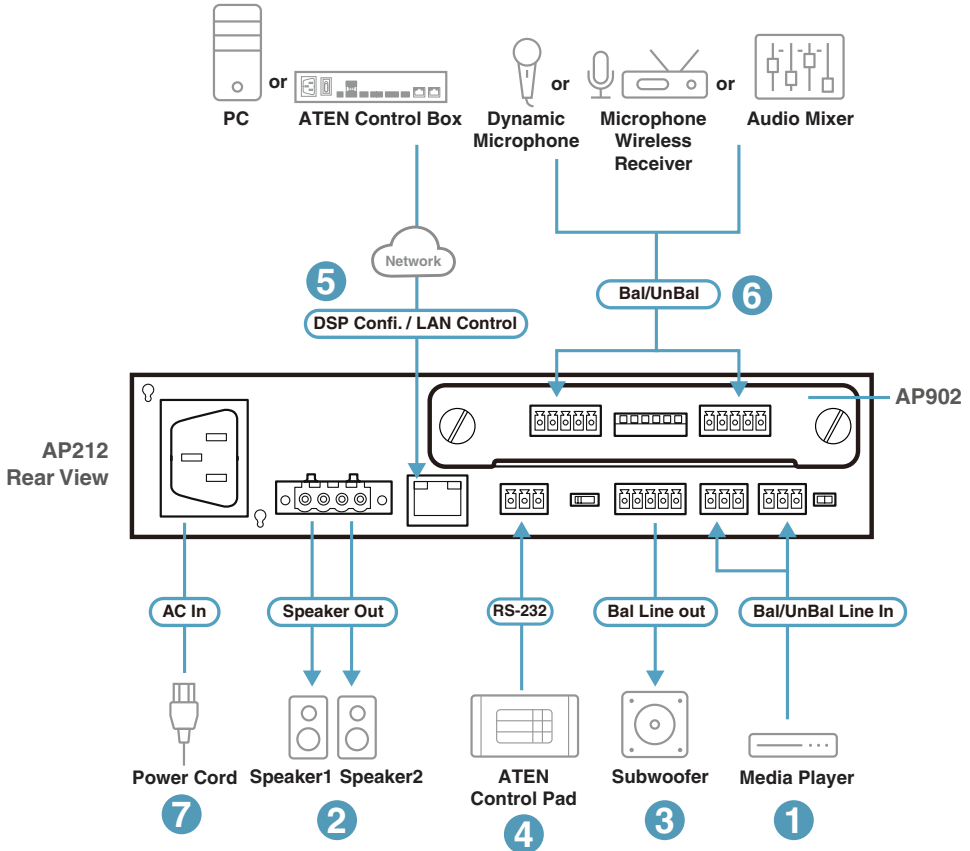 or
or
or
PC
ATEN Control Box
Dynamic
Microphone
Microphone
Wireless
Receiver
Audio Mixer
Network
5
Bal/UnBal
6
DSP Confi. / LAN Control
AP902
AP212
Rear View
AC In
Speaker Out
RS-232
Bal Line out
Bal/UnBal Line In
Power Cord
Speaker1
Speaker2
ATEN
Control Pad
Subwoofer
Media Player
7
2
4
3
1